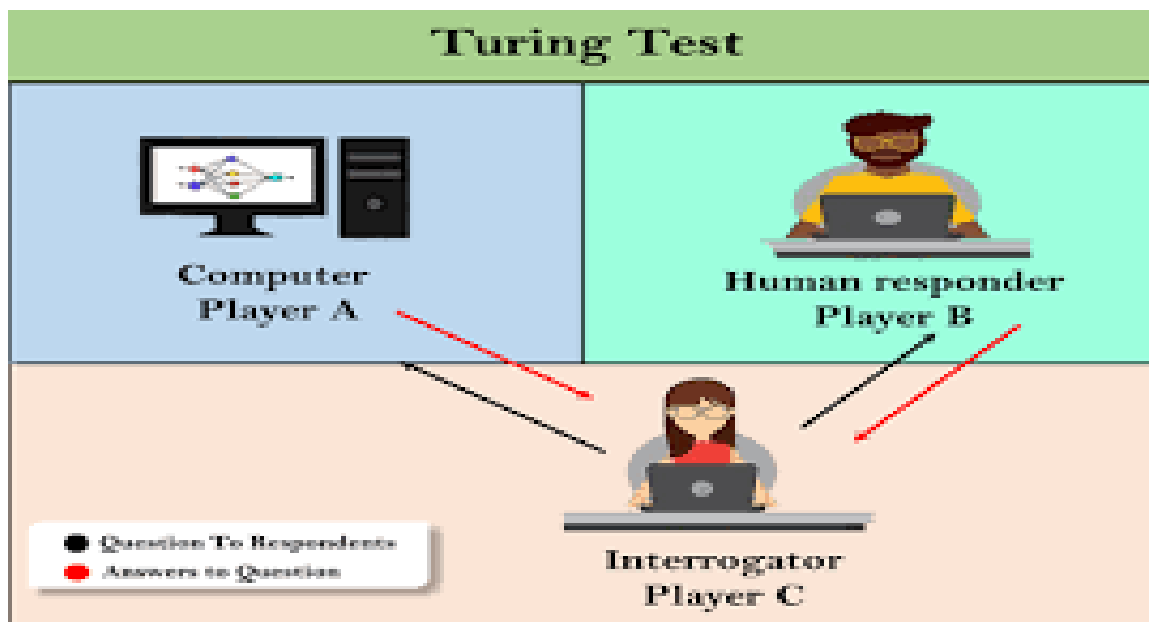 Turing Test
Computer
Player A
Human responder
Player B
Question To Respondents
Answers to Question
Interrogator
Player C